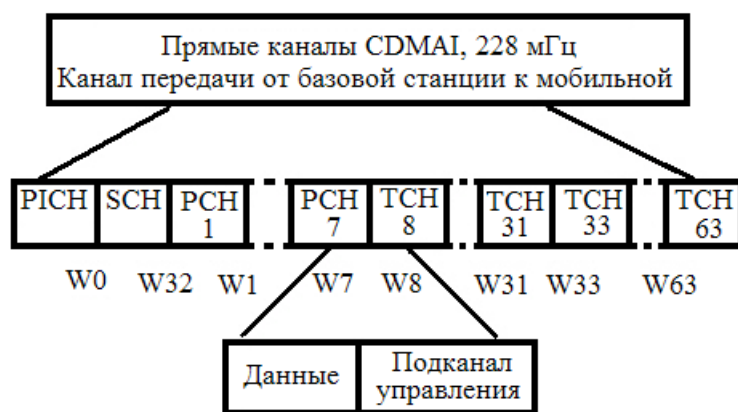 Прямые каналы CDMAI, 228 мГц
Канал передачи от базовой станции к мобильной
PICH SCH PCH 1 PCH 7 TCH 8 TCH 31 TCH 33 TCH 63
W0 W32 W1 W7 W8 W31 W33 W63
Данные
Подканал
управления